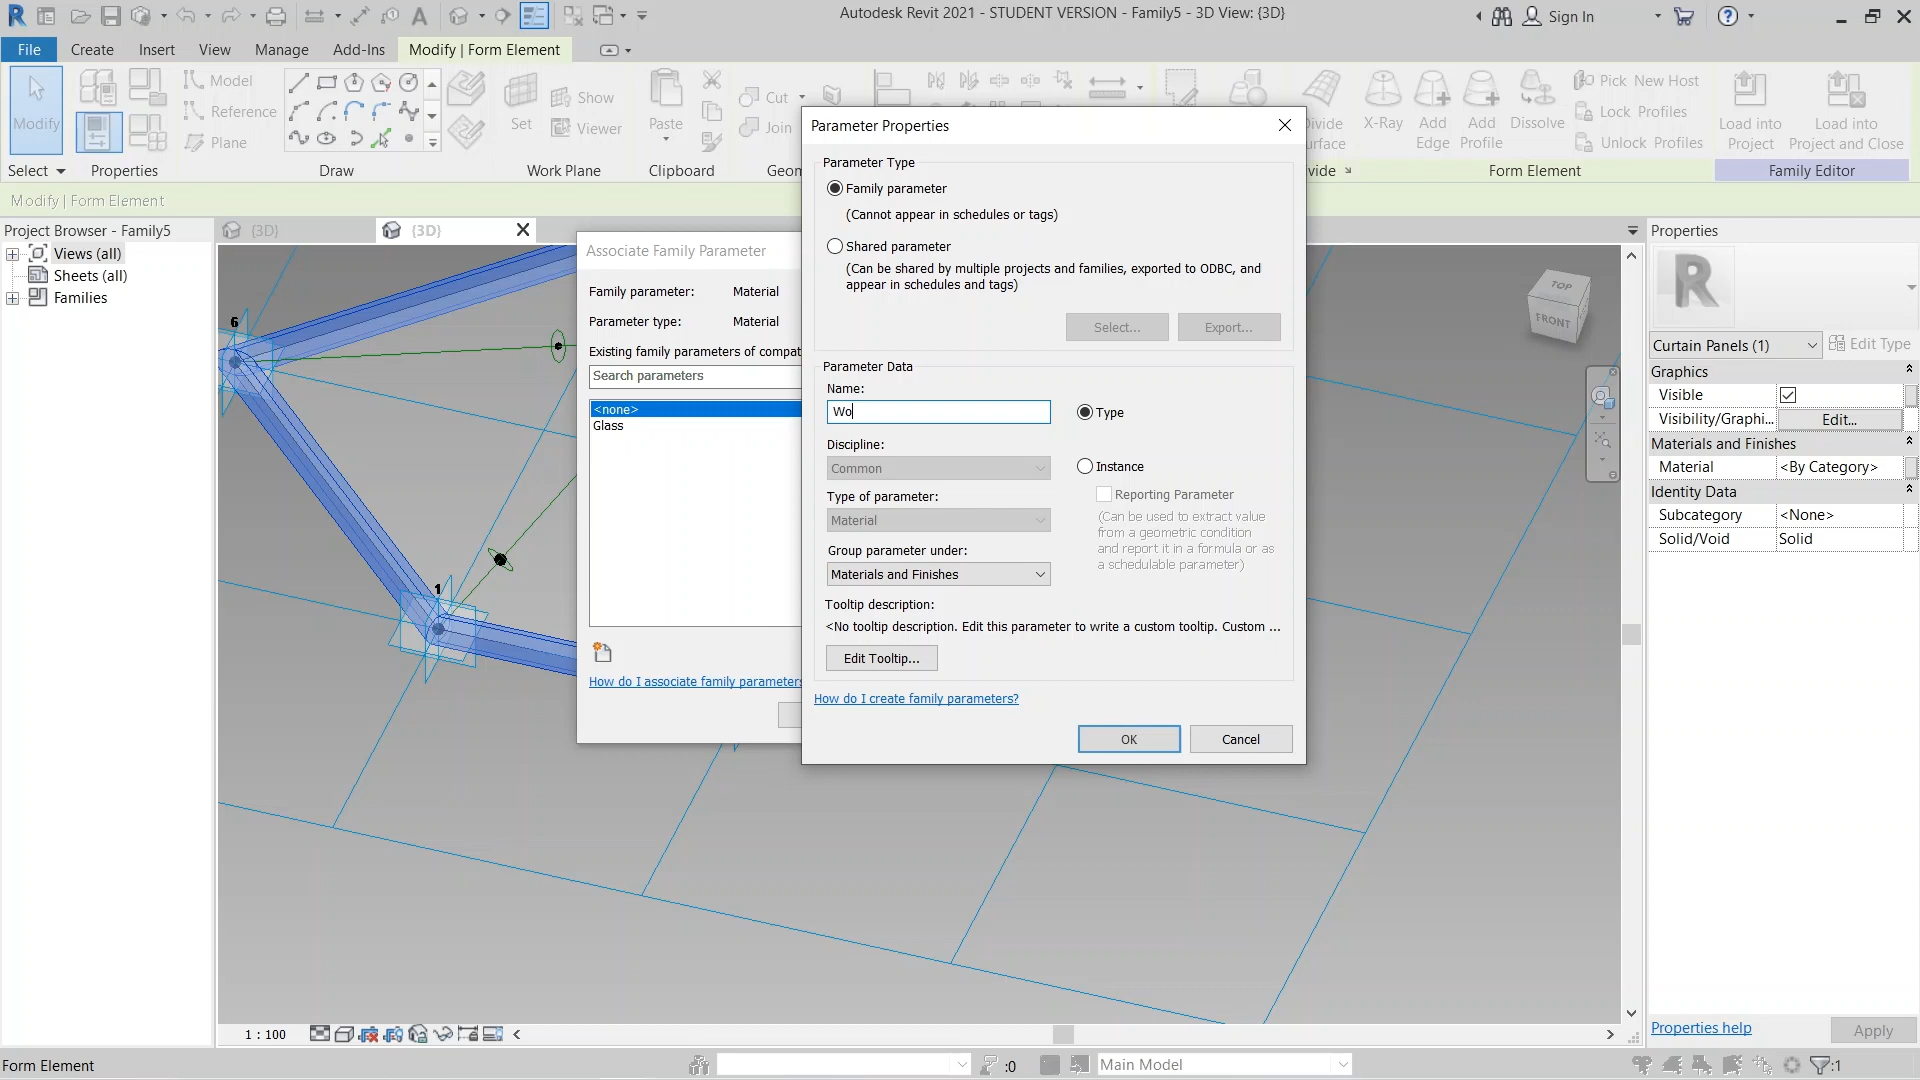 Autodesk Revit 2021 - STUDENT VERSION - Family5 - 3D View: {3D}
Sign In
File
Create
Insert
View
Manage
Add-Ins
Modify | Form Element
Modify
Model
Reference
Plane
Set
Show
Viewer
Paste
Cut
Join
X-Ray
Add
Edge
Add
Profile
Dissolve
Pick New Host
Lock Profiles
Unlock Profiles
Load into
Project
Load into
Project and Close
Select
Properties
Draw
Work Plane
Clipboard
Geom
vide
Form Element
Family Editor
Modify | Form Element
Project Browser - Family5
Views (all)
Sheets (all)
Families
{3D}
{3D}
6
1
Associate Family Parameter
Family parameter: Material
Parameter type: Material
Existing family parameters of compat
Search parameters
<none>
Glass
How do I associate family parameters
Parameter Properties
Parameter Type
Family parameter
(Cannot appear in schedules or tags)
Shared parameter
(Can be shared by multiple projects and families, exported to ODBC, and
appear in schedules and tags)
Select...
Export...
Parameter Data
Name:
Wo
Type
Discipline:
Common
Instance
Reporting Parameter
(Can be used to extract value
from a geometric condition
and report it in a formula or as
a schedulable parameter)
Type of parameter:
Material
Group parameter under:
Materials and Finishes
Tooltip description:
<No tooltip description. Edit this parameter to write a custom tooltip. Custom ...
Edit Tooltip...
How do I create family parameters?
OK
Cancel
TOP
FRONT
Properties
R
Curtain Panels (1)
Edit Type
Graphics
Visible
Visibility/Graphi... Edit...
Materials and Finishes
Material <By Category>
Identity Data
Subcategory <None>
Solid/Void Solid
Properties help
Apply
1 : 100
Form Element
:0
Main Model
:1